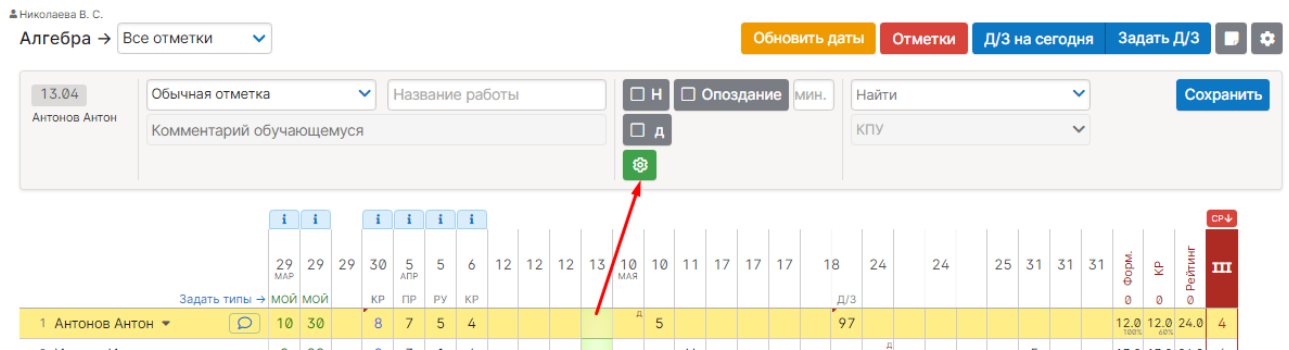 Николаева В. С.
Алгебра → Все отметки
Обновить даты Отметки Д/З на сегодня Задать Д/З
13.04 Обычная отметка Название работы Н Опоздание мин. Найти Сохранить
Антонов Антон Комментарий обучающемуся д КПУ
i i i i i i СР
29 29 29 30 5 5 6 12 12 12 13 10 10 11 17 17 17 18 24 24 25 31 31 31 Ø Форм. Ø КР Ø Рейтинг III
МАР АПР МАЯ
Задать типы → МОЙ МОЙ КР ПР РУ КР Д/З
1 Антонов Антон 10 30 8 7 5 4 д 5 97 12.0 100% 12.0 60% 24.0 4